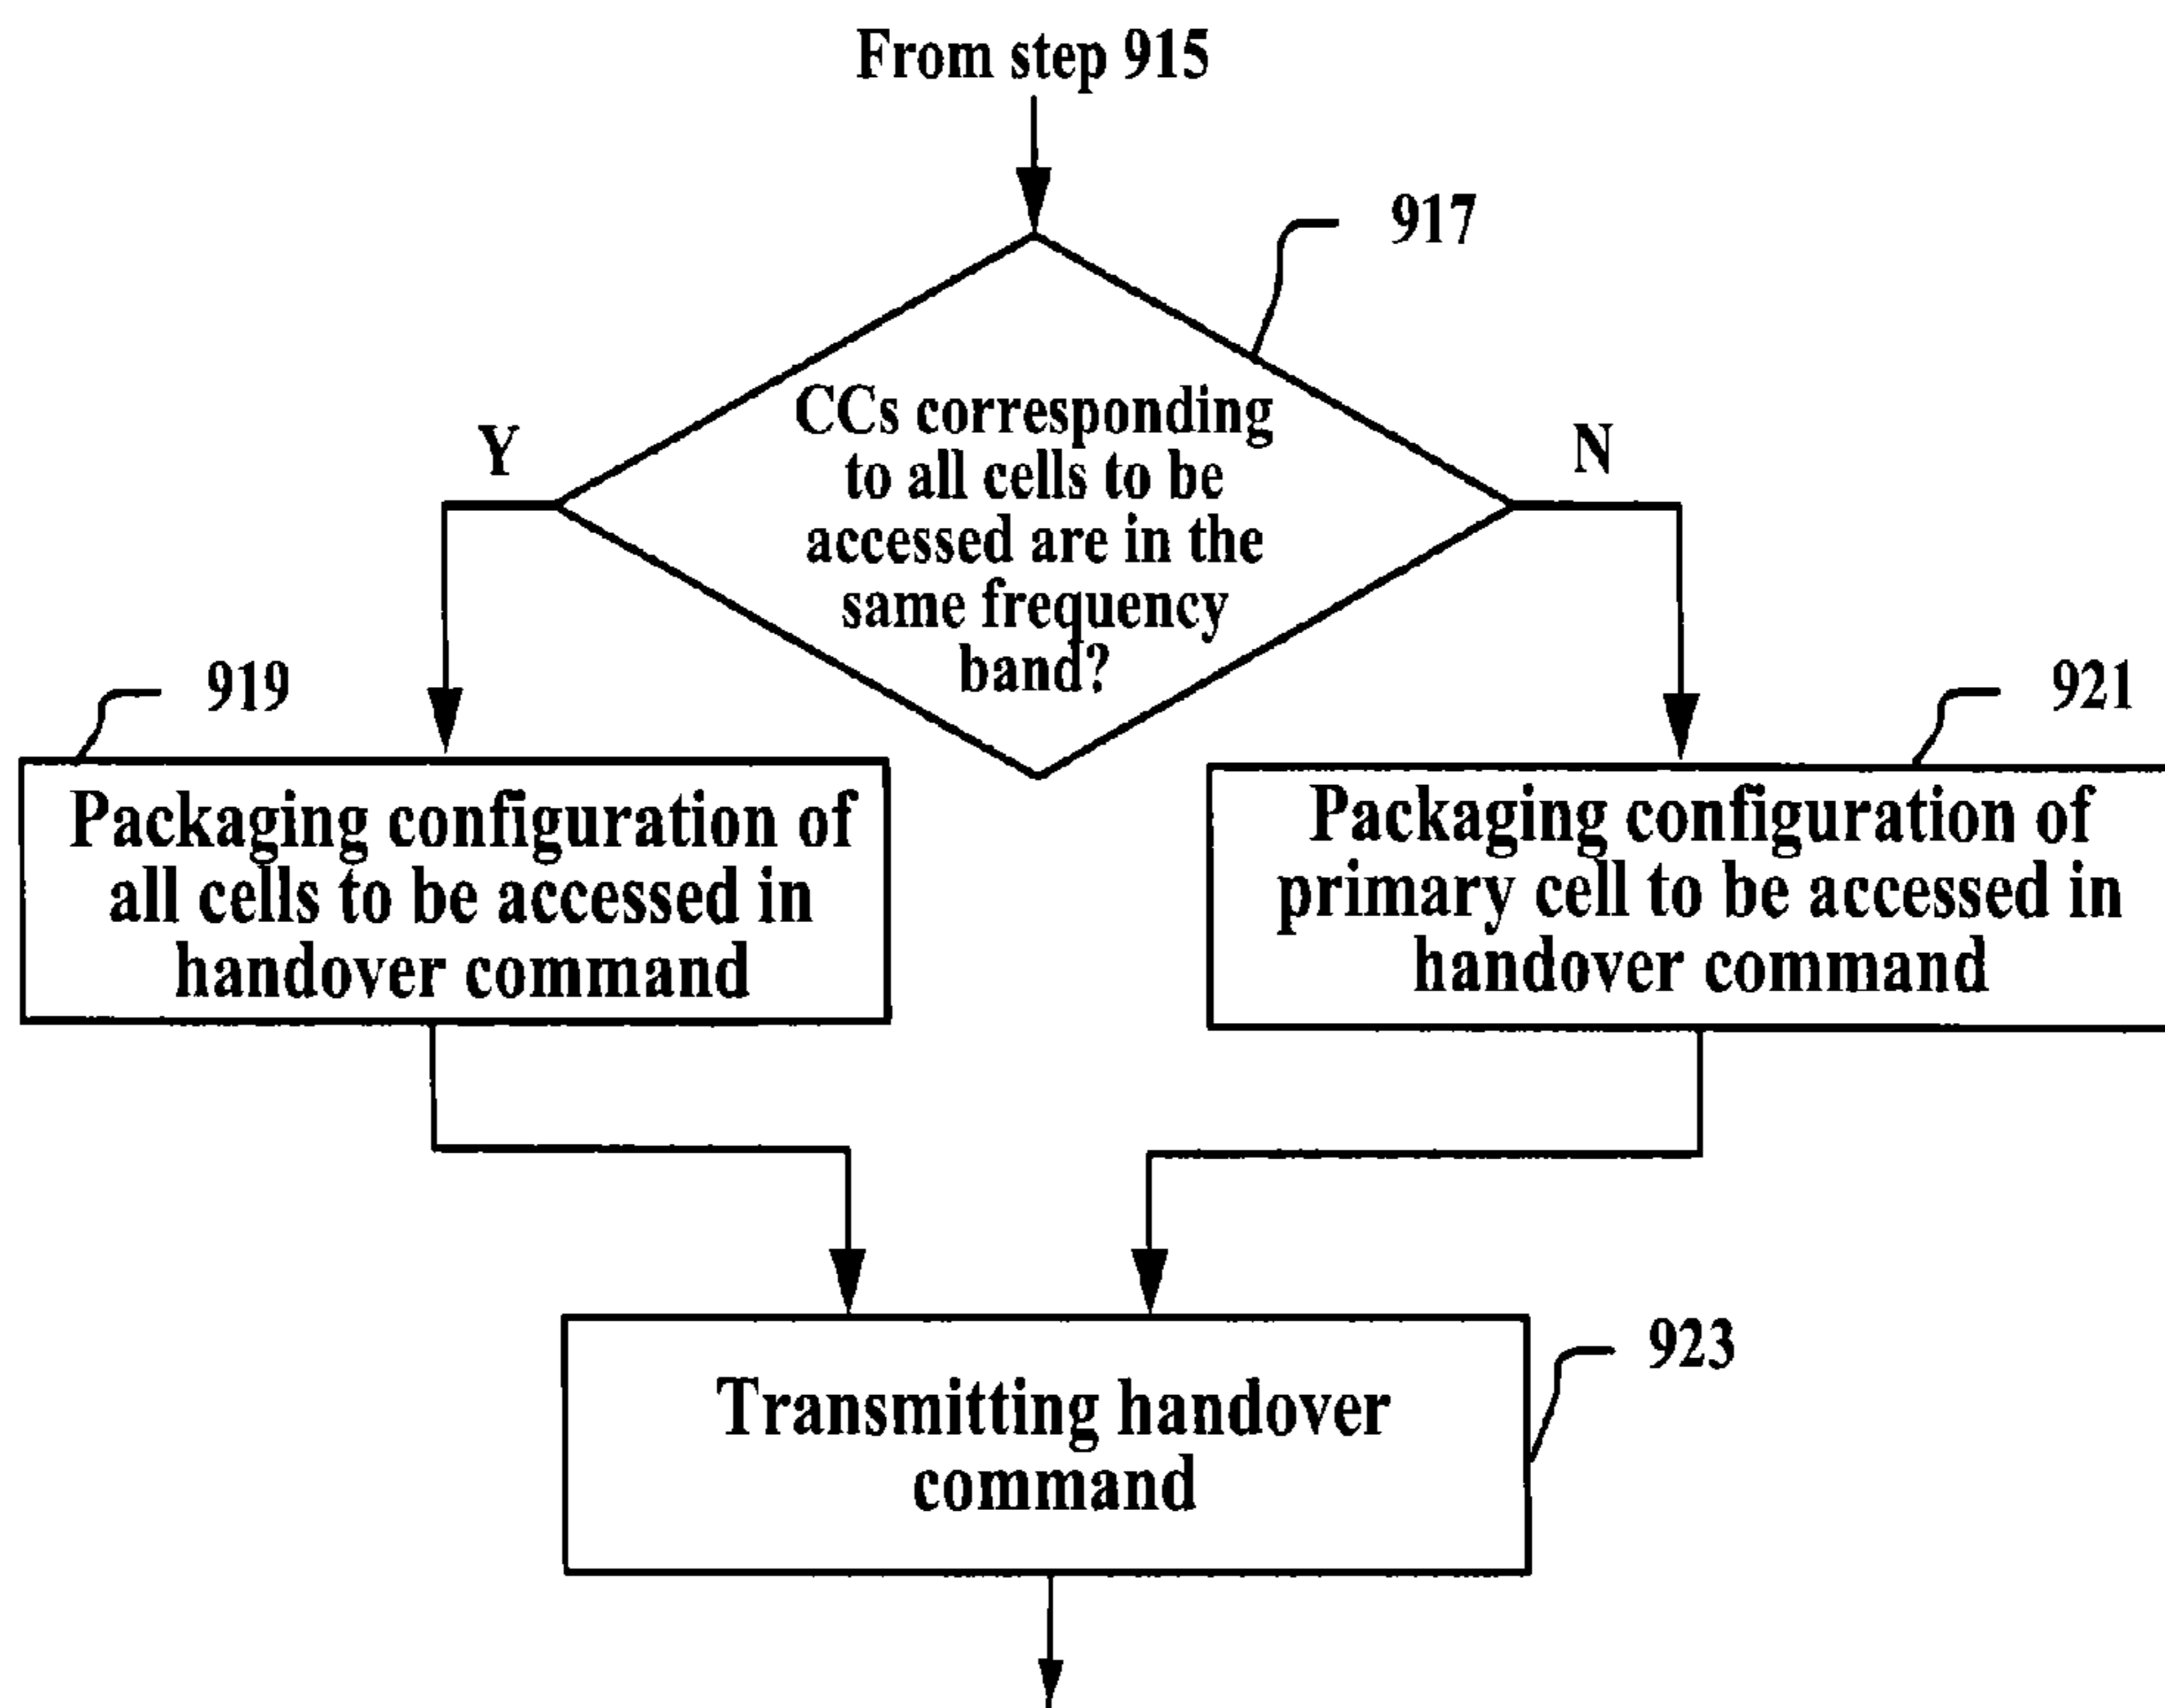 From step 915
917
CCs corresponding
to all cells to be
accessed are in the
same frequency
band?
Y
N
919
921
Packaging configuration of
all cells to be accessed in
handover command
Packaging configuration of
primary cell to be accessed in
handover command
923
Transmitting handover
command